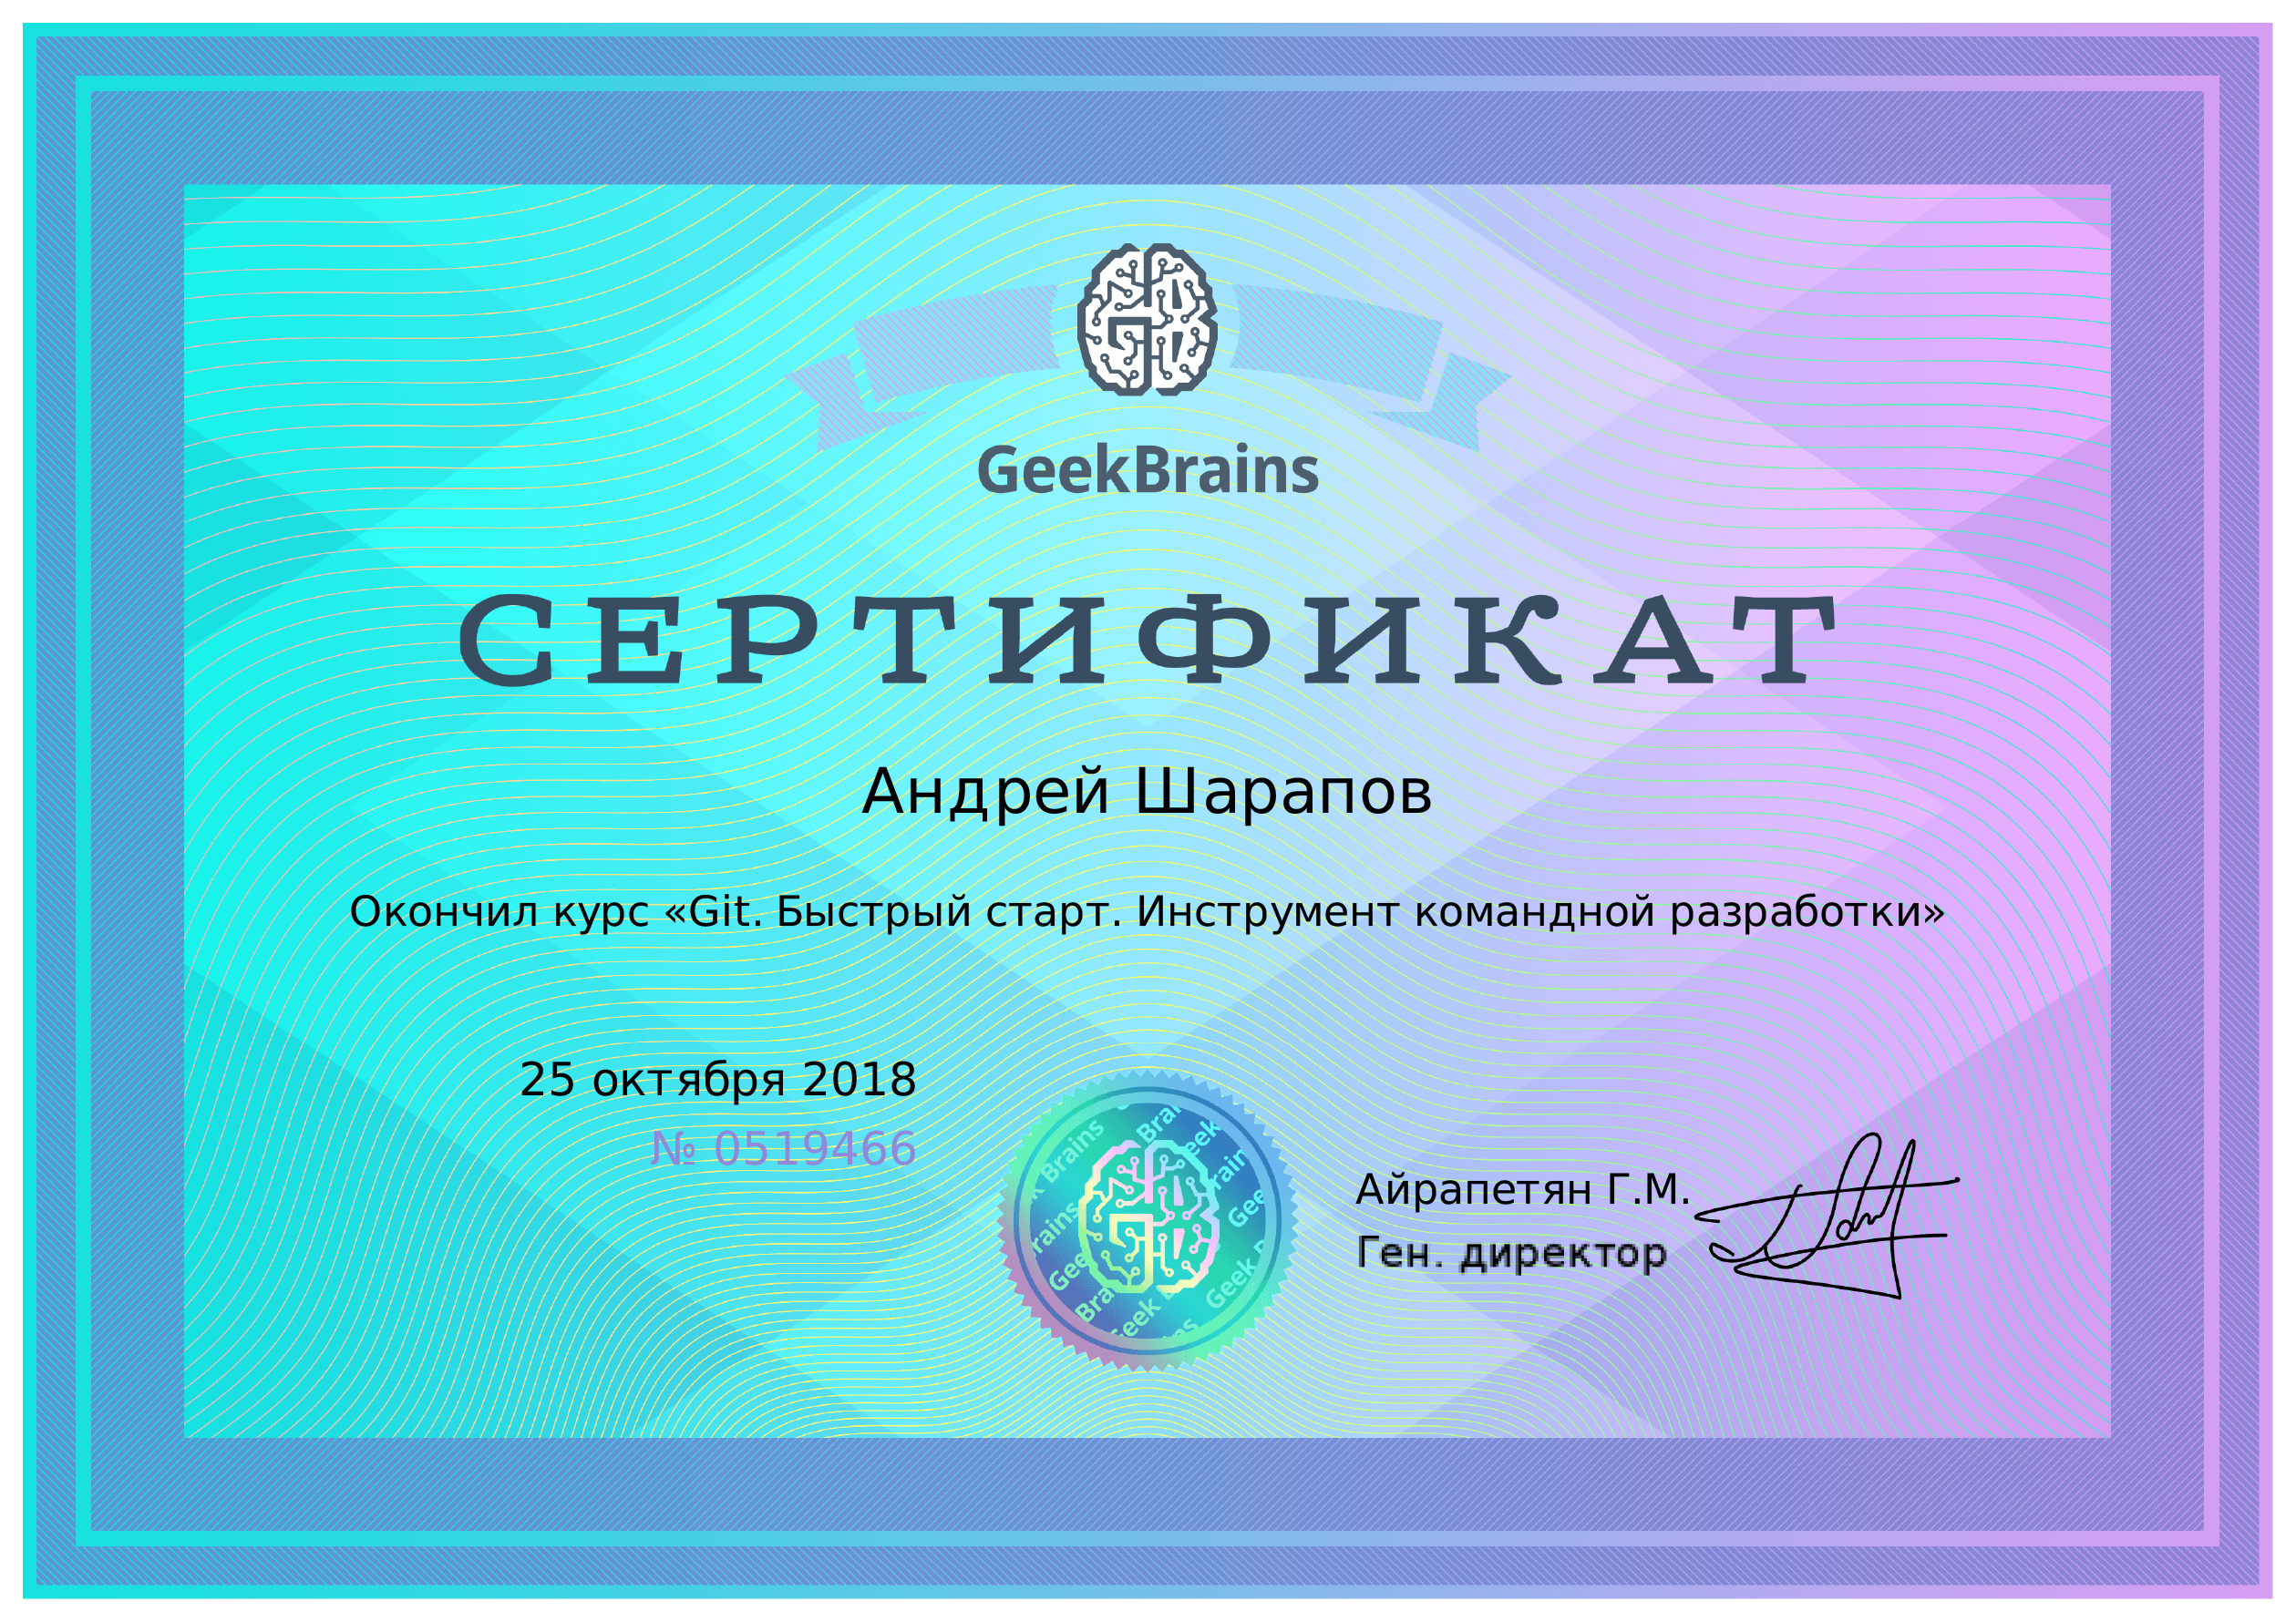 GeekBrains
СЕРТИФИКАТ
Андрей Шарапов
Окончил курс «Git. Быстрый старт. Инструмент командной разработки»
25 октября 2018
№ 0519466
Айрапетян Г.М.
Ген. директор